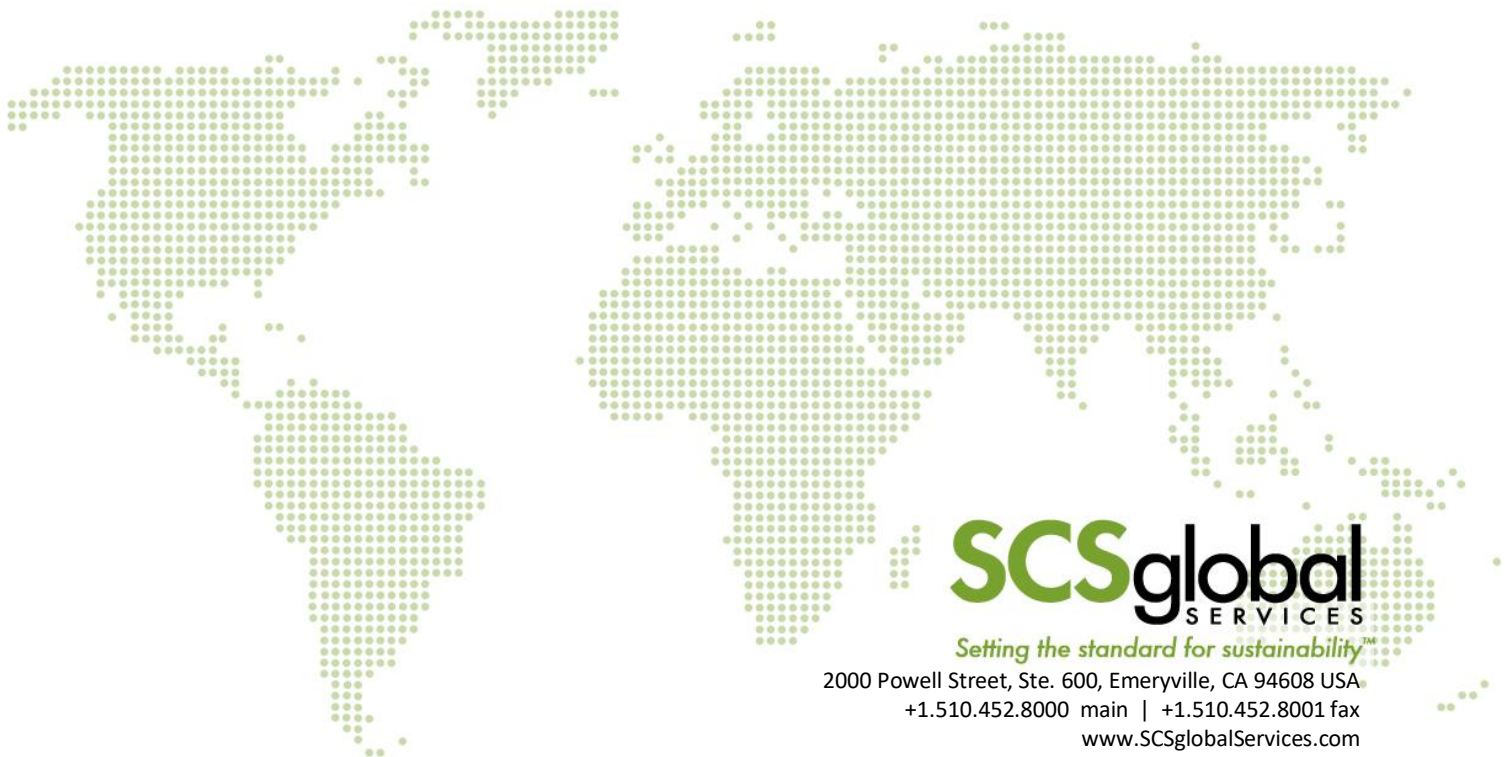 SCSglobal
SERVICES
Setting the standard for sustainability™
2000 Powell Street, Ste. 600, Emeryville, CA 94608 USA
+1.510.452.8000 main | +1.510.452.8001 fax
www.SCSglobalServices.com